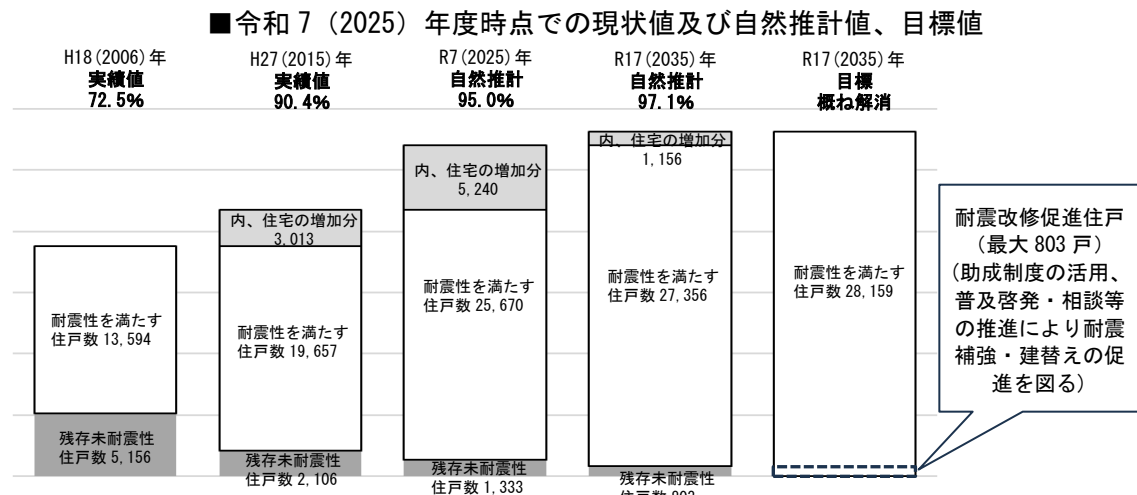 ■令和７（2025）年度時点での現状値及び自然推計値、目標値
H18(2006)年
実績値
72.5%
H27(2015)年
実績値
90.4%
R7(2025)年
自然推計
95.0%
R17(2035)年
自然推計
97.1%
R17(2035)年
目標
概ね解消
耐震性を満たす
住戸数 13,594
残存未耐震性
住戸数 5,156
内、住宅の増加分
3,013
耐震性を満たす
住戸数 19,657
残存未耐震性
住戸数 2,106
内、住宅の増加分
5,240
耐震性を満たす
住戸数 25,670
残存未耐震性
住戸数 1,333
内、住宅の増加分
1,156
耐震性を満たす
住戸数 27,356
残存未耐震性
住戸数 803
耐震性を満たす
住戸数 28,159
耐震改修促進住戸
（最大 803 戸）
（助成制度の活用、
普及啓発・相談等
の推進により耐震
補強・建替えの促
進を図る）